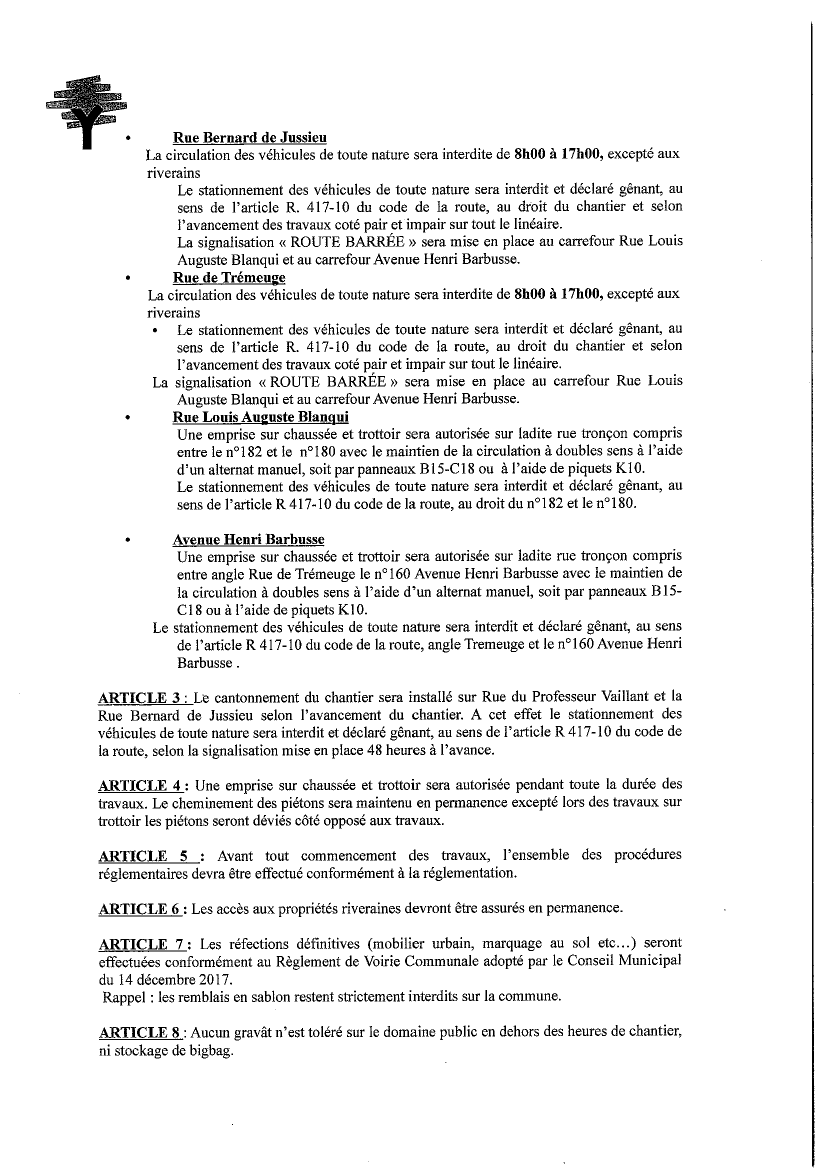 • Rue Bernard de Jussieu
La circulation des véhicules de toute nature sera interdite de 8h00 à 17h00, excepté aux
riverains
Le stationnement des véhicules de toute nature sera interdit et déclaré gênant, au
sens de l'article R. 417-10 du code de la route, au droit du chantier et selon
l'avancement des travaux coté pair et impair sur tout le linéaire.
La signalisation « ROUTE BARRÉE » sera mise en place au carrefour Rue Louis
Auguste Blanqui et au carrefour Avenue Henri Barbusse.
• Rue de Trémeuge
La circulation des véhicules de toute nature sera interdite de 8h00 à 17h00, excepté aux
riverains
• Le stationnement des véhicules de toute nature sera interdit et déclaré gênant, au
sens de l'article R. 417-10 du code de la route, au droit du chantier et selon
l'avancement des travaux coté pair et impair sur tout le linéaire.
La signalisation « ROUTE BARRÉE » sera mise en place au carrefour Rue Louis
Auguste Blanqui et au carrefour Avenue Henri Barbusse.
• Rue Louis Auguste Blanqui
Une emprise sur chaussée et trottoir sera autorisée sur ladite rue tronçon compris
entre le n°182 et le n°180 avec le maintien de la circulation à doubles sens à l'aide
d'un alternat manuel, soit par panneaux B15-C18 ou à l'aide de piquets K10.
Le stationnement des véhicules de toute nature sera interdit et déclaré gênant, au
sens de l'article R 417-10 du code de la route, au droit du n°182 et le n°180.
• Avenue Henri Barbusse
Une emprise sur chaussée et trottoir sera autorisée sur ladite rue tronçon compris
entre angle Rue de Trémeuge le n°160 Avenue Henri Barbusse avec le maintien de
la circulation à doubles sens à l'aide d'un alternat manuel, soit par panneaux B15-
C18 ou à l'aide de piquets K10.
Le stationnement des véhicules de toute nature sera interdit et déclaré gênant, au sens
de l'article R 417-10 du code de la route, angle Tremeuge et le n°160 Avenue Henri
Barbusse .
ARTICLE 3 : Le cantonnement du chantier sera installé sur Rue du Professeur Vaillant et la
Rue Bernard de Jussieu selon l'avancement du chantier. A cet effet le stationnement des
véhicules de toute nature sera interdit et déclaré gênant, au sens de l'article R 417-10 du code de
la route, selon la signalisation mise en place 48 heures à l'avance.
ARTICLE 4 : Une emprise sur chaussée et trottoir sera autorisée pendant toute la durée des
travaux. Le cheminement des piétons sera maintenu en permanence excepté lors des travaux sur
trottoir les piétons seront déviés côté opposé aux travaux.
ARTICLE 5 : Avant tout commencement des travaux, l'ensemble des procédures
réglementaires devra être effectué conformément à la réglementation.
ARTICLE 6 : Les accès aux propriétés riveraines devront être assurés en permanence.
ARTICLE 7 : Les réfections définitives (mobilier urbain, marquage au sol etc...) seront
effectuées conformément au Règlement de Voirie Communale adopté par le Conseil Municipal
du 14 décembre 2017.
Rappel : les remblais en sablon restent strictement interdits sur la commune.
ARTICLE 8 : Aucun gravât n'est toléré sur le domaine public en dehors des heures de chantier,
ni stockage de bigbag.